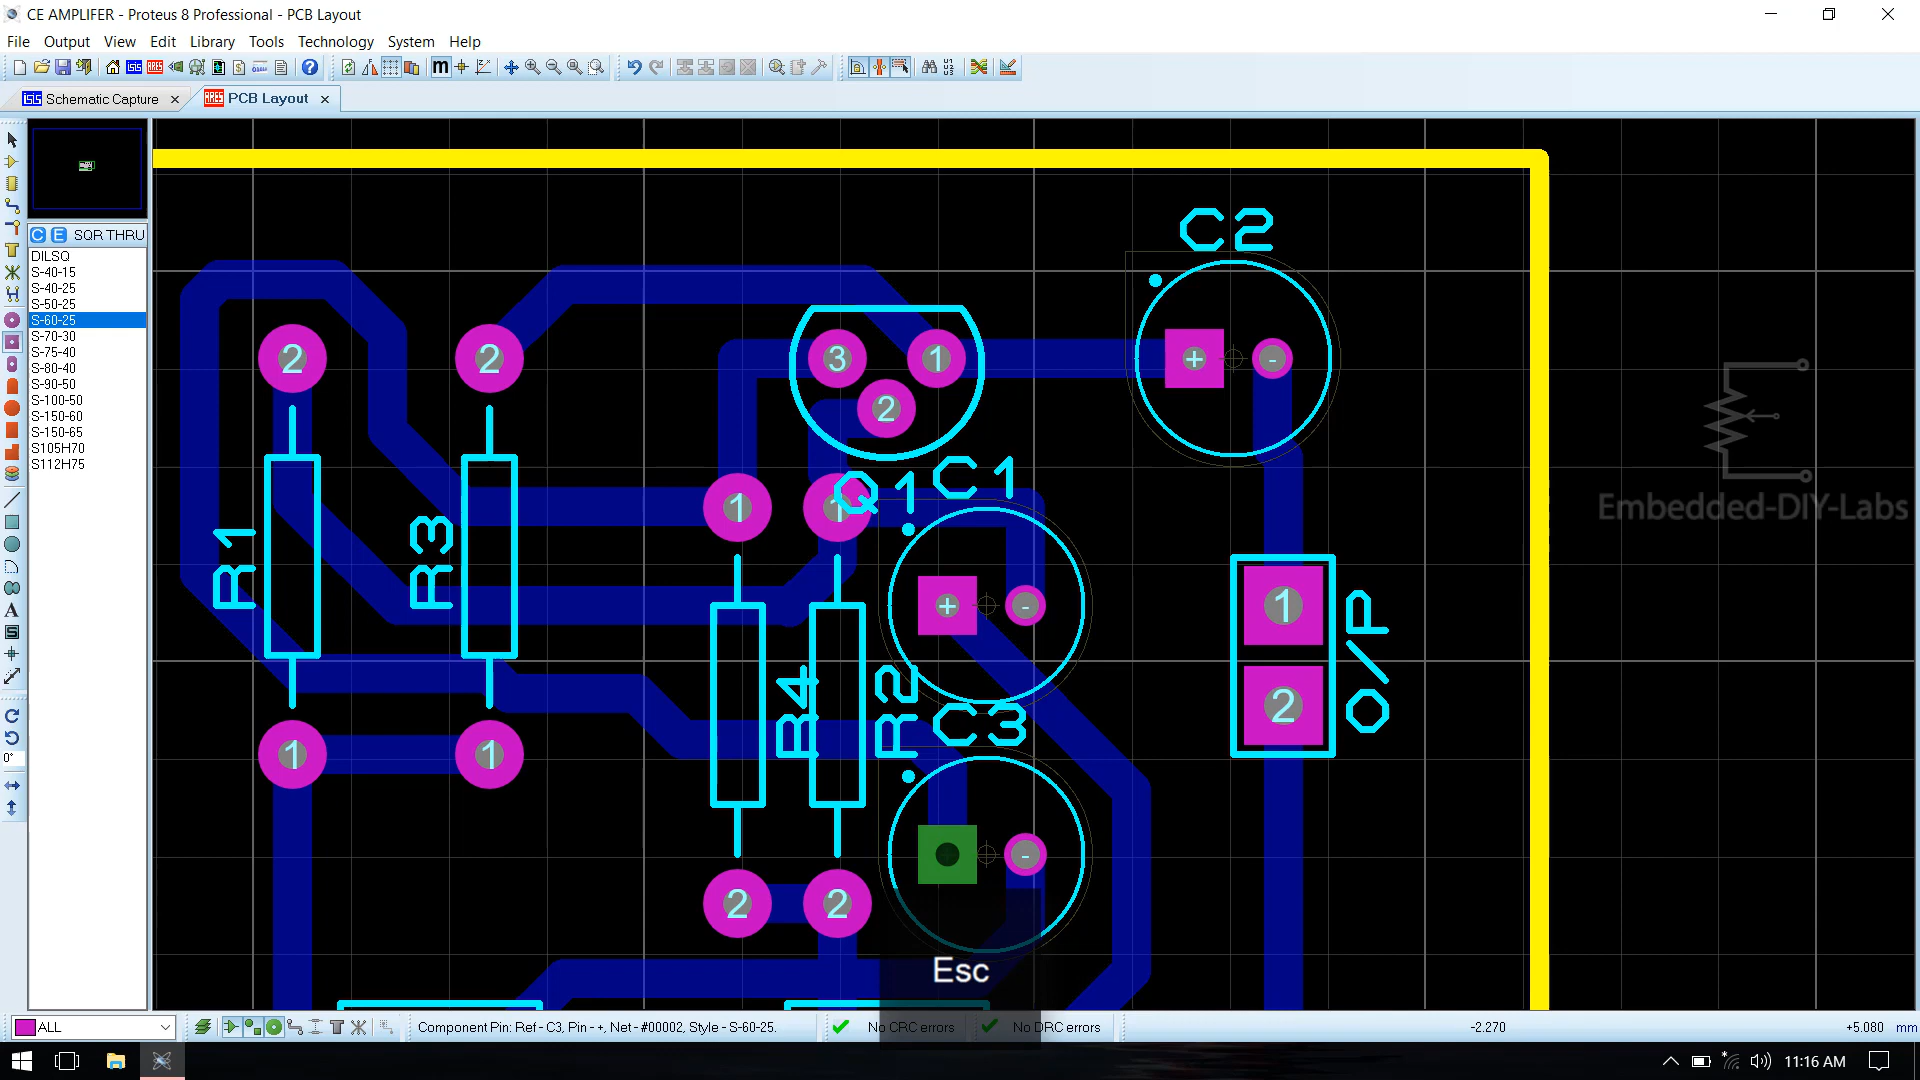 CE AMPLIFER - Proteus 8 Professional - PCB Layout
File Output View Edit Library Tools Technology System Help
Schematic Capture PCB Layout
C E SQR THRU
DILSQ
S-40-15
S-40-25
S-50-25
S-60-25
S-70-30
S-75-40
S-80-40
S-90-50
S-100-50
S-150-60
S-150-65
S105H70
S112H75
0°
C2
2 2 3 1 + -
2
C1
1 1 Q1
Embedded-DIY-Labs
R1 R3
+ - 1
O/P
R4 R2
2
C3
1 1
-
2 2
Esc
ALL
Component Pin: Ref - C3, Pin - +, Net - #00002, Style - S-60-25.
No CRC errors
No DRC errors
-2.270
+5.080 mm
11:16 AM